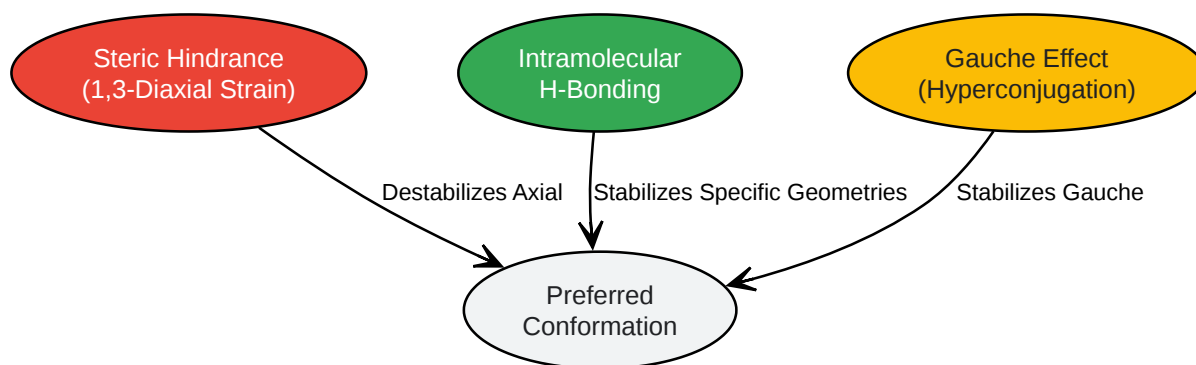 Steric Hindrance
(1,3-Diaxial Strain)
Intramolecular
H-Bonding
Gauche Effect
(Hyperconjugation)
Destabilizes Axial
Stabilizes Specific Geometries
Stabilizes Gauche
Preferred
Conformation